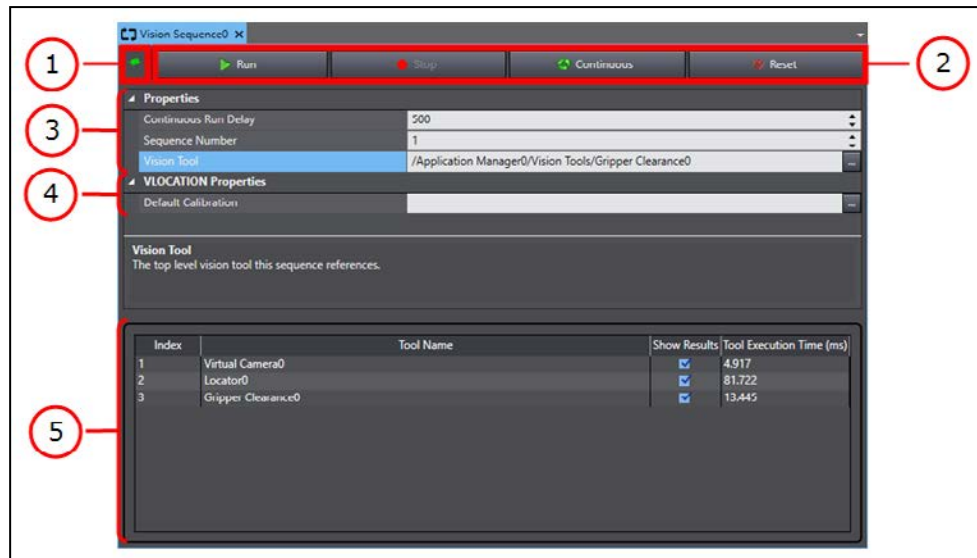 Vision Sequence0 ×
1
Run Stop Continuous Reset
2
3
Properties
Continuous Run Delay 500
Sequence Number 1
Vision Tool /Application Manager0/Vision Tools/Gripper Clearance0 ...
4
VLOCATION Properties
Default Calibration ...
Vision Tool
The top level vision tool this sequence references.
5
Index Tool Name Show Results Tool Execution Time (ms)
1 Virtual Camera0 4.917
2 Locator0 81.722
3 Gripper Clearance0 13.445